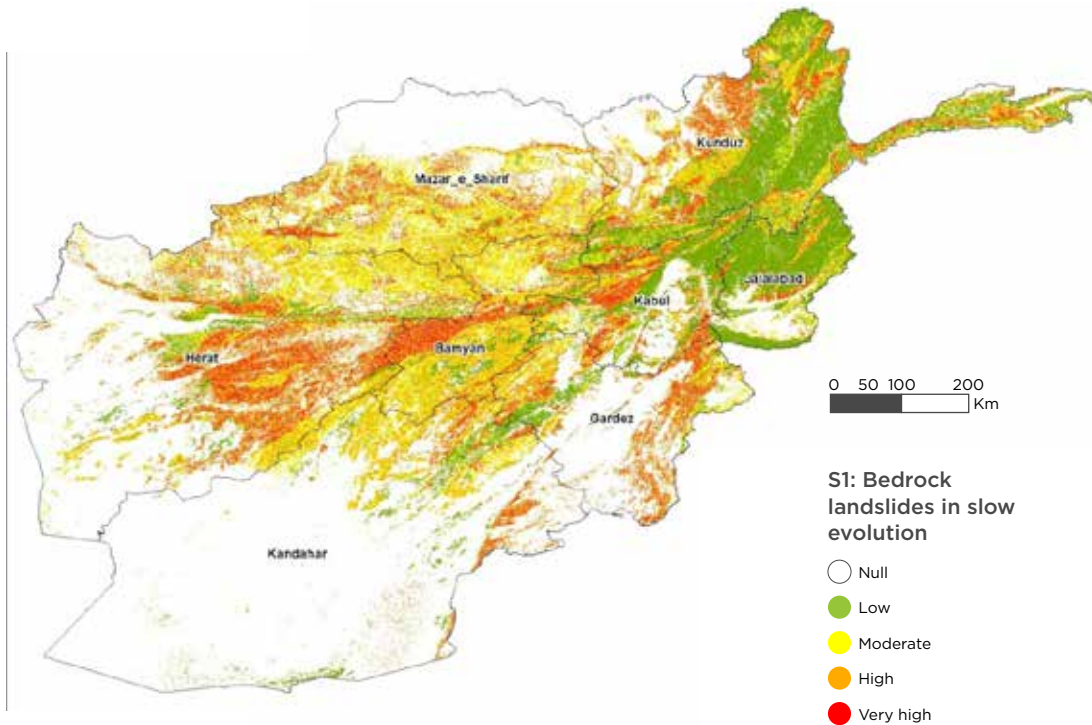 Kunduz
Mazar_e_Sharif
Jalalabad
Kabul
Herat
Bamyan
Gardez
Kandahar
0 50 100 200
Km
S1: Bedrock
landslides in slow
evolution
Null
Low
Moderate
High
Very high